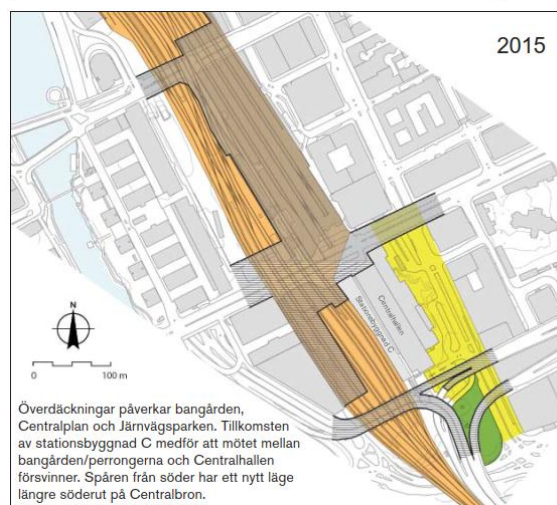 2015
Centralhallen
Stationsbyggnad C
N
0 100 m
Överdäckningar påverkar bangården,
Centralplan och Järnvägsparken. Tillkomsten
av stationsbyggnad C medför att mötet mellan
bangården/perrongerna och Centralhallen
försvinner. Spåren från söder har ett nytt läge
längre söderut på Centralbron.